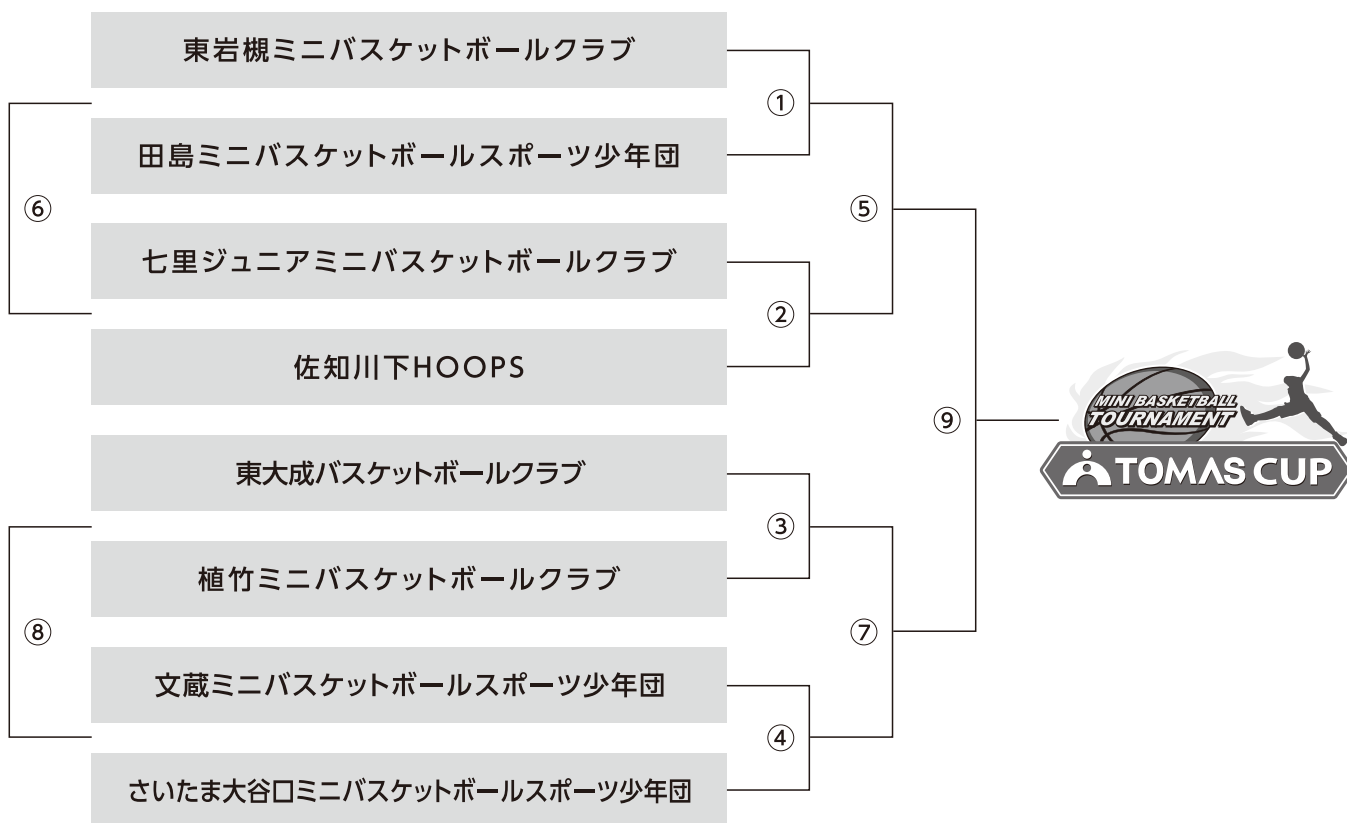 東岩槻ミニバスケットボールクラブ
①
田島ミニバスケットボールスポーツ少年団
⑥
⑤
七里ジュニアミニバスケットボールクラブ
②
佐知川下HOOPS
⑨
MINI BASKETBALL
TOURNAMENT
TOMAS CUP
東大成バスケットボールクラブ
③
植竹ミニバスケットボールクラブ
⑧
⑦
文蔵ミニバスケットボールスポーツ少年団
④
さいたま大谷口ミニバスケットボールスポーツ少年団